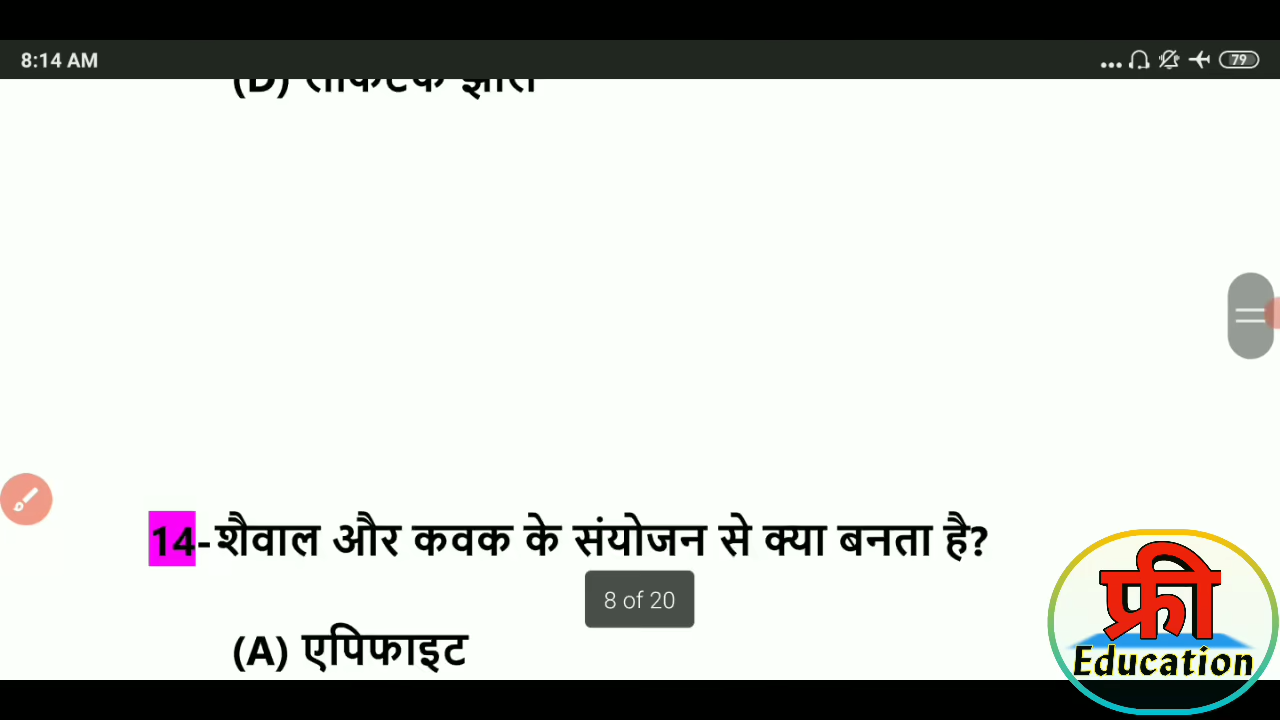 8:14 AM
79
(D)
14-शैवाल और कवक के संयोजन से क्या बनता है?
8 of 20
(A) एपिफाइट
फ्री
Education